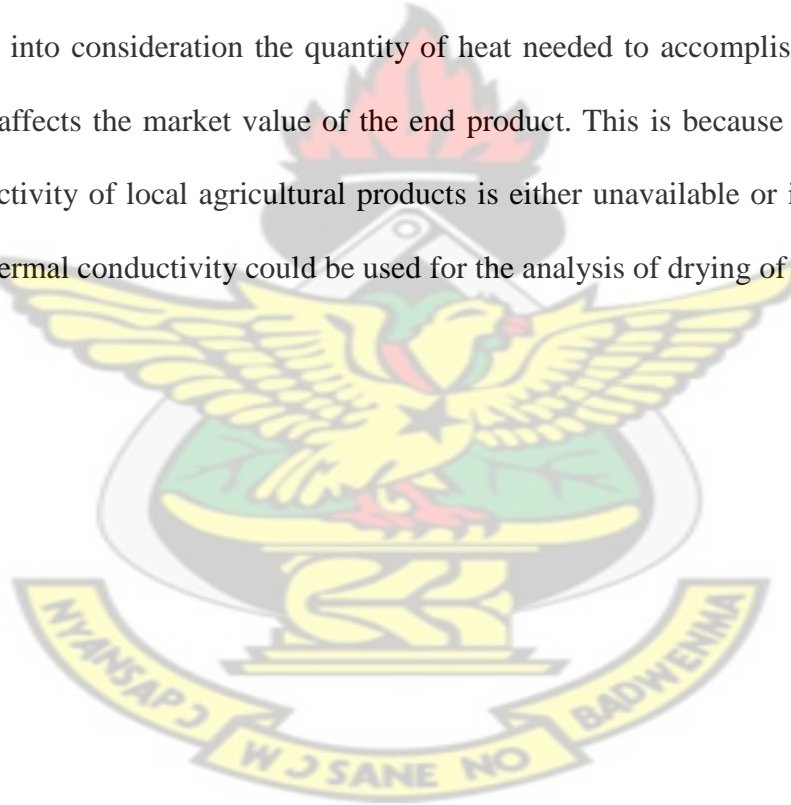 into consideration the quantity of heat needed to accomplis
affects the market value of the end product. This is because
ctivity of local agricultural products is either unavailable or i
ermal conductivity could be used for the analysis of drying of
NYANSAPƆ
WƆSANE NO
BADWENMA